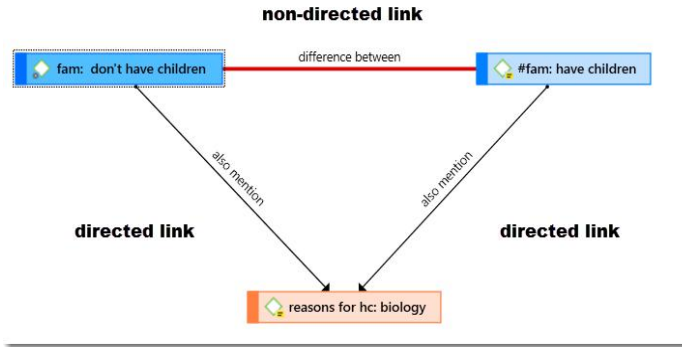 non-directed link
difference between
fam:  don't have children
#fam: have children
also mention
also mention
directed link
directed link
reasons for hc: biology